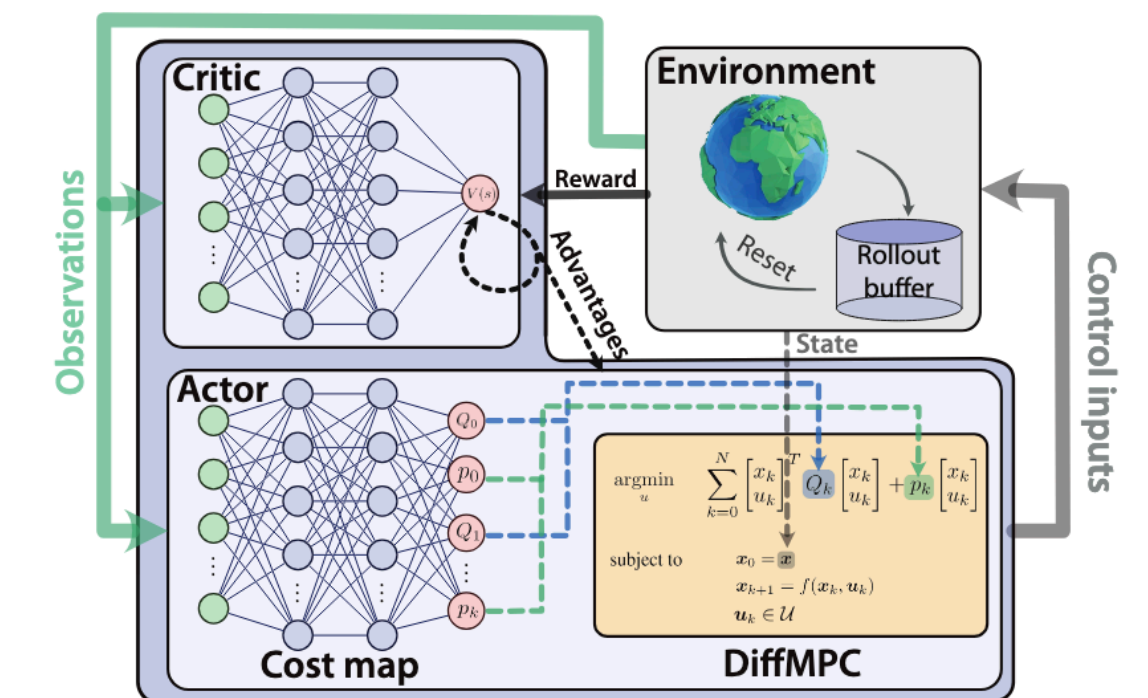 Critic
V(s)
Environment
Reward
Reset
Rollout
buffer
Observations
Advantages
State
Control inputs
Actor
Q₀
p₀
Q₁
pₖ
Cost map
argmin
u
N
∑
k=0
[xₖ uₖ]ᵀ Qₖ [xₖ uₖ] + pₖ [xₖ uₖ]
subject to
x₀ = x
xₖ₊₁ = f(xₖ, uₖ)
uₖ ∈ 𝒰
DiffMPC